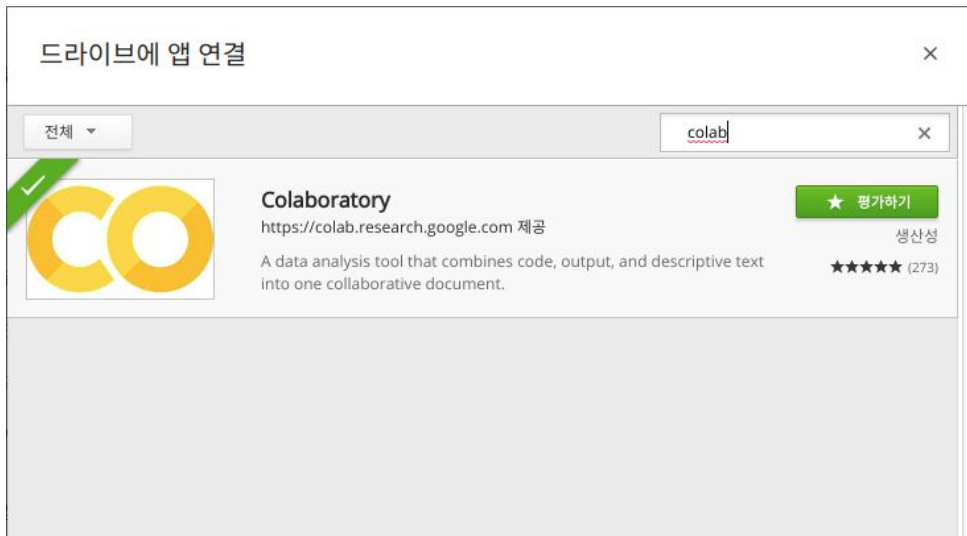 드라이브에 앱 연결
전체
colab
Colaboratory
https://colab.research.google.com 제공
A data analysis tool that combines code, output, and descriptive text
into one collaborative document.
평가하기
생산성
★★★★★ (273)